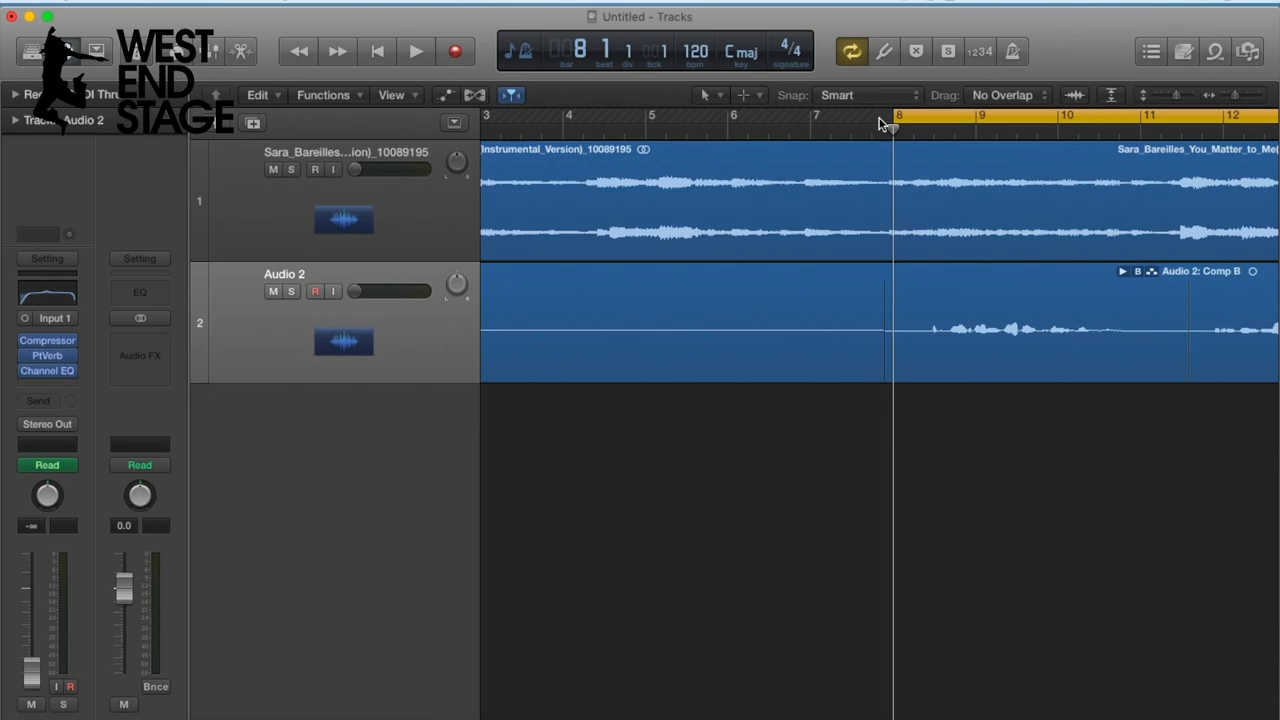 Untitled - Tracks
WEST
END
STAGE
8 1 1 1 120 C maj 4/4
bar beat div tick bpm key signature
1234
Edit Functions View Snap: Smart Drag: No Overlap
Audio 2
3 4 5 6 7 8 9 10 11 12
Sara_Bareilles...ion)_10089195
M S R I
1
Instrumental_Version)_10089195
Sara_Bareilles_You_Matter_to_Me(
Audio 2
M S R I
2
B Audio 2: Comp B
Setting Setting
EQ
Input 1
Compressor
PtVerb
Channel EQ
Audio FX
Send
Stereo Out
Read Read
-∞ 0.0
I R Bnce
M S M